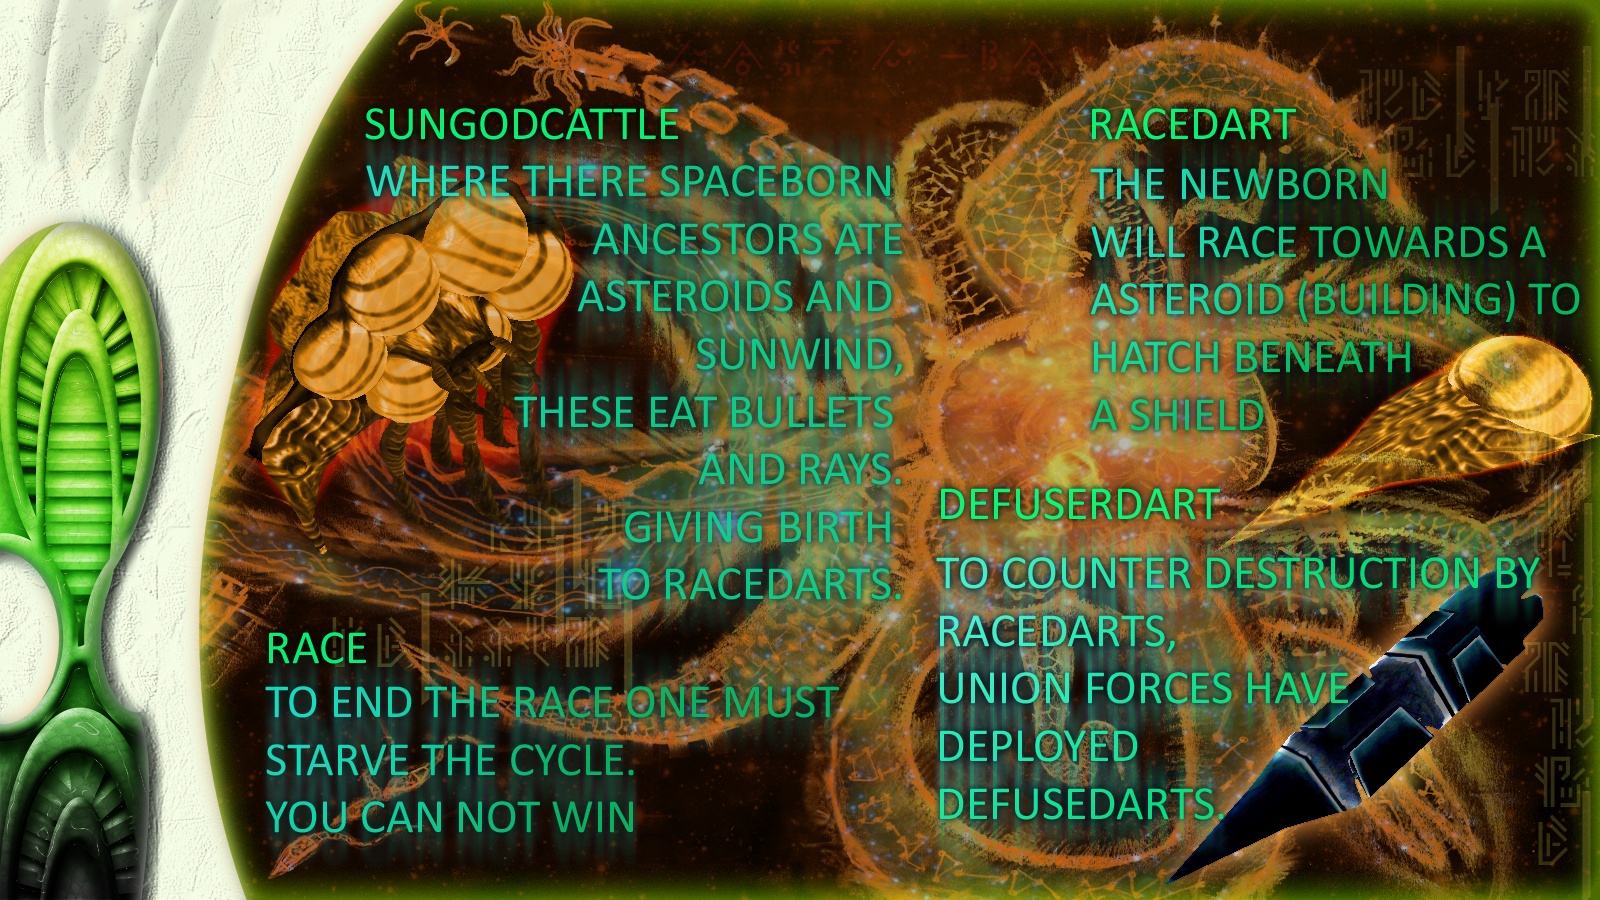 SUNGODCATTLE
WHERE THERE SPACEBORN
ANCESTORS ATE
ASTEROIDS AND
SUNWIND,
THESE EAT BULLETS
AND RAYS.
GIVING BIRTH
TO RACEDARTS.
RACE
TO END THE RACE ONE MUST
STARVE THE CYCLE.
YOU CAN NOT WIN
RACEDART
THE NEWBORN
WILL RACE TOWARDS A
ASTEROID (BUILDING) TO
HATCH BENEATH
A SHIELD
DEFUSERDART
TO COUNTER DESTRUCTION BY
RACEDARTS,
UNION FORCES HAVE
DEPLOYED
DEFUSEDARTS.